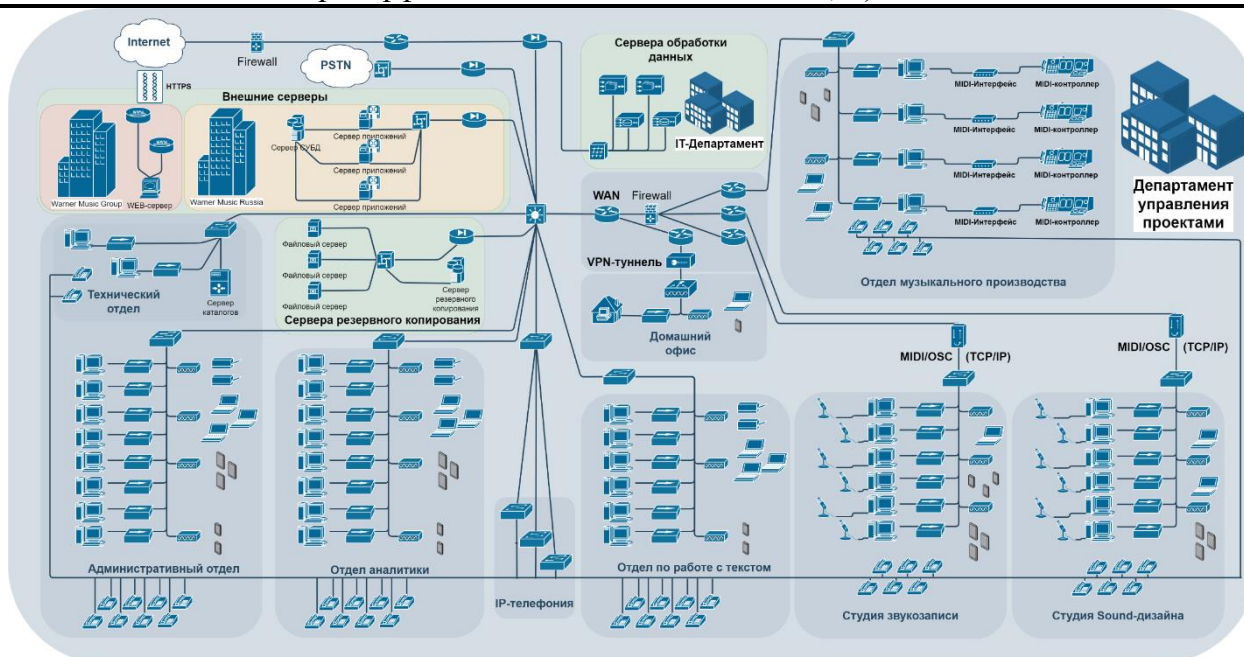 Internet
Firewall
PSTN
HTTPS
Внешние серверы
Warner Music Group
WEB-сервер
Warner Music Russia
Сервер СУБД
Сервер приложений
Сервер приложений
Сервер приложений
Сервера обработки
данных
IT-Департамент
WAN
Firewall
VPN-туннель
Домашний
офис
MIDI-Интерфейс
MIDI-контроллер
MIDI-Интерфейс
MIDI-контроллер
MIDI-Интерфейс
MIDI-контроллер
MIDI-Интерфейс
MIDI-контроллер
Отдел музыкального производства
Департамент
управления
проектами
Технический
отдел
Сервер
каталогов
Файловый сервер
Файловый сервер
Файловый сервер
Сервер
резервного
копирования
Сервера резервного копирования
MIDI/OSC (TCP/IP)
MIDI/OSC (TCP/IP)
Административный отдел
Отдел аналитики
IP-телефония
Отдел по работе с текстом
Студия звукозаписи
Студия Sound-дизайна